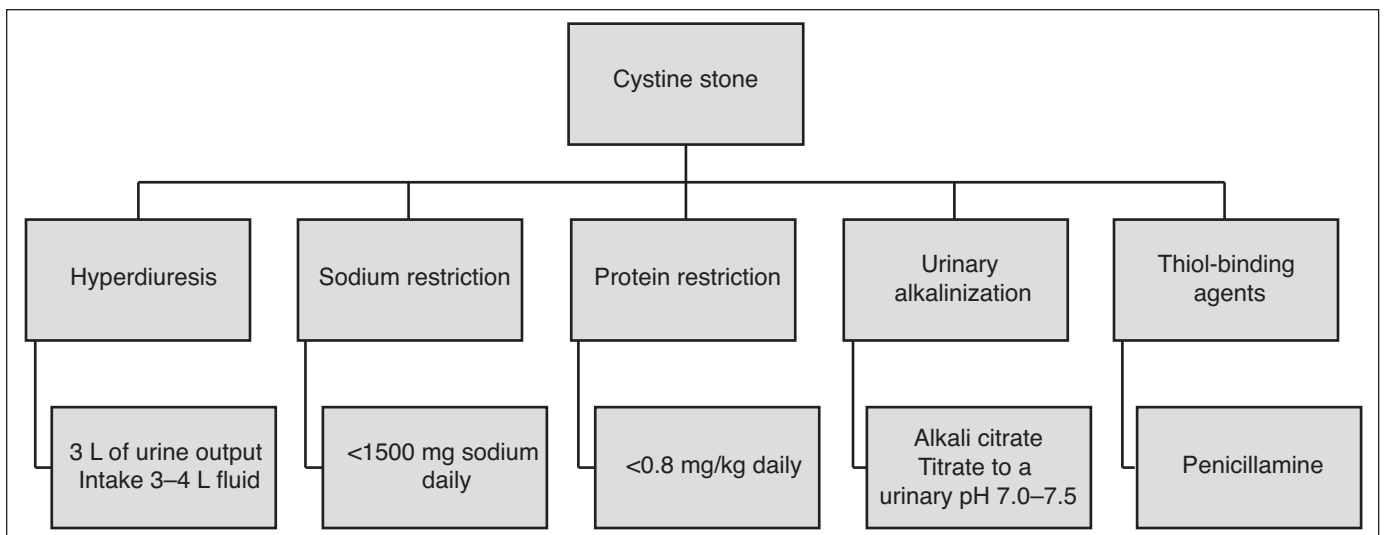 Cystine stone
Hyperdiuresis
Sodium restriction
Protein restriction
Urinary
alkalinization
Thiol-binding
agents
3 L of urine output
Intake 3–4 L fluid
<1500 mg sodium
daily
<0.8 mg/kg daily
Alkali citrate
Titrate to a
urinary pH 7.0–7.5
Penicillamine